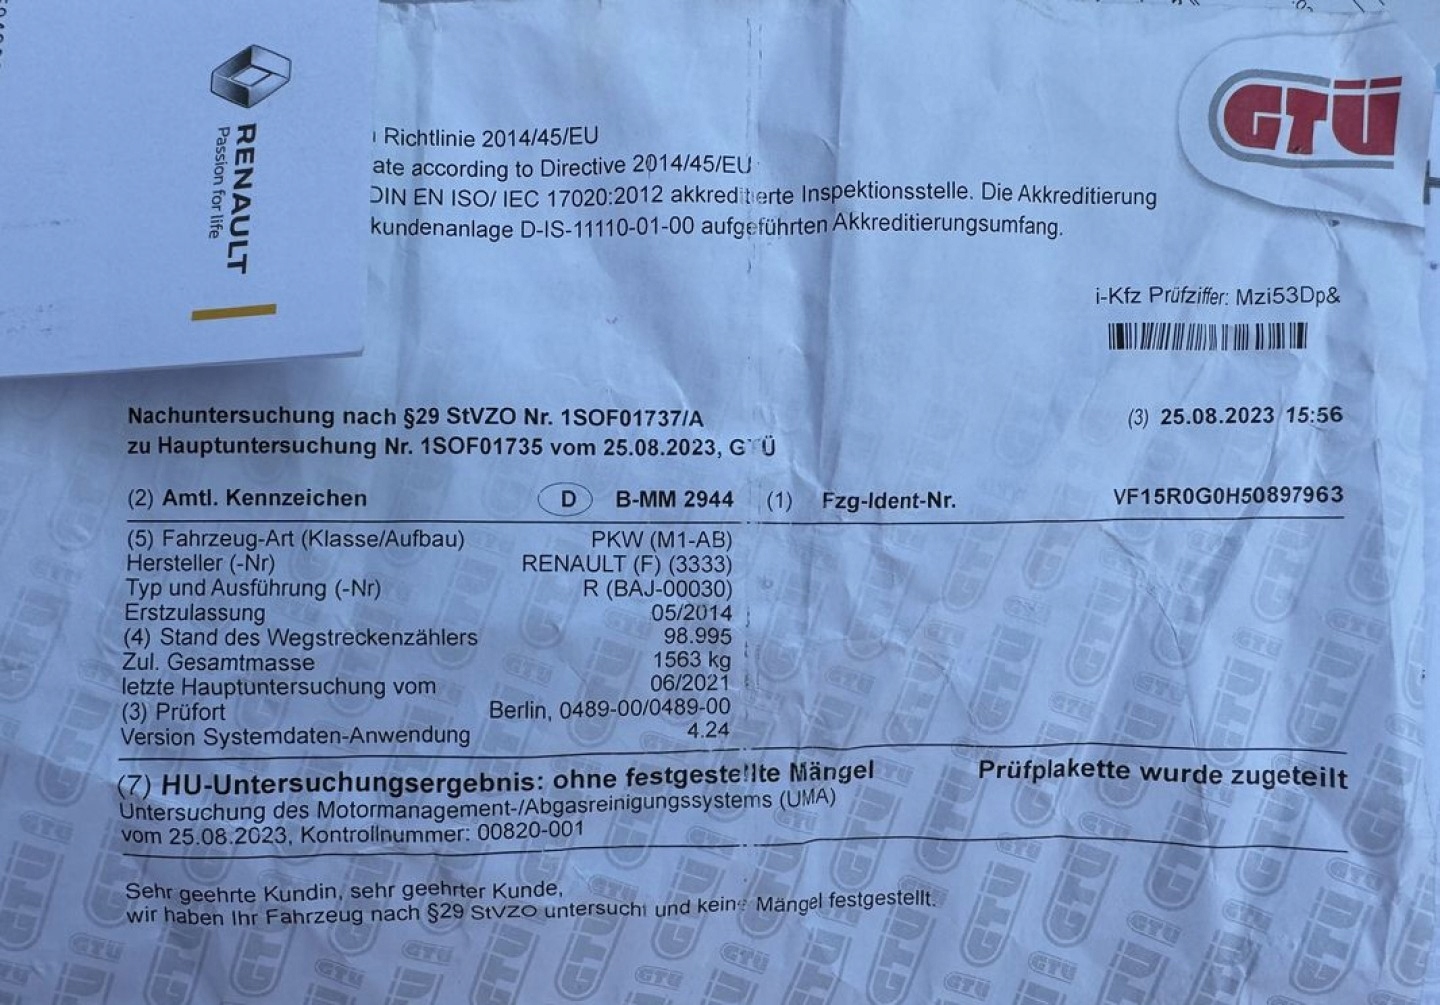 RENAULT
Passion for life
GTÜ
Richtlinie 2014/45/EU
ate according to Directive 2014/45/EU
DIN EN ISO/ IEC 17020:2012 akkreditierte Inspektionsstelle. Die Akkreditierung
kundenanlage D-IS-11110-01-00 aufgeführten Akkreditierungsumfang.
i-Kfz Prüfziffer: Mzi53Dp&
Nachuntersuchung nach §29 StVZO Nr. 1SOF01737/A (3) 25.08.2023 15:56
zu Hauptuntersuchung Nr. 1SOF01735 vom 25.08.2023, GTÜ
(2) Amtl. Kennzeichen D B-MM 2944 (1) Fzg-Ident-Nr. VF15R0G0H50897963
(5) Fahrzeug-Art (Klasse/Aufbau) PKW (M1-AB)
Hersteller (-Nr) RENAULT (F) (3333)
Typ und Ausführung (-Nr) R (BAJ-00030)
Erstzulassung 05/2014
(4) Stand des Wegstreckenzählers 98.995
Zul. Gesamtmasse 1563 kg
letzte Hauptuntersuchung vom 06/2021
(3) Prüfort Berlin, 0489-00/0489-00
Version Systemdaten-Anwendung 4.24
(7) HU-Untersuchungsergebnis: ohne festgestellte Mängel Prüfplakette wurde zugeteilt
Untersuchung des Motormanagement-/Abgasreinigungssystems (UMA)
vom 25.08.2023, Kontrollnummer: 00820-001
Sehr geehrte Kundin, sehr geehrter Kunde,
wir haben Ihr Fahrzeug nach §29 StVZO untersucht und keine Mängel festgestellt.